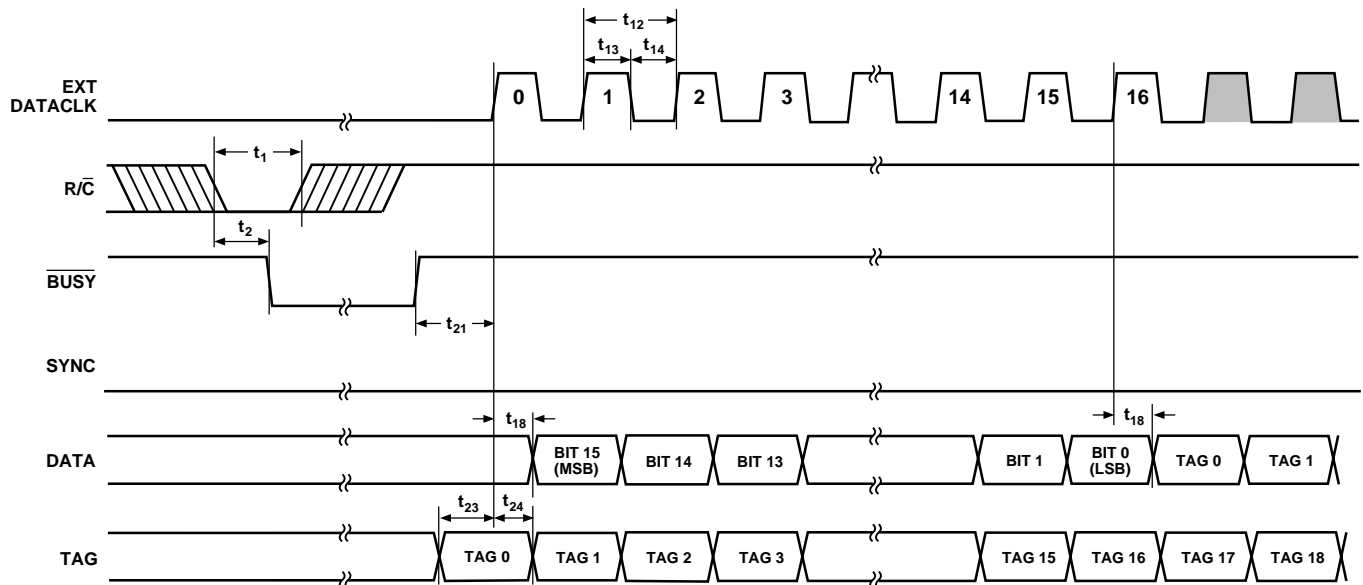 t12
t13 t14
EXT DATACLK
0 1 2 3 14 15 16
t1
R/C̅
t2
B̅U̅S̅Y̅
t21
SYNC
t18 t18
DATA
BIT 15 (MSB) BIT 14 BIT 13 BIT 1 BIT 0 (LSB) TAG 0 TAG 1
t23 t24
TAG
TAG 0 TAG 1 TAG 2 TAG 3 TAG 15 TAG 16 TAG 17 TAG 18